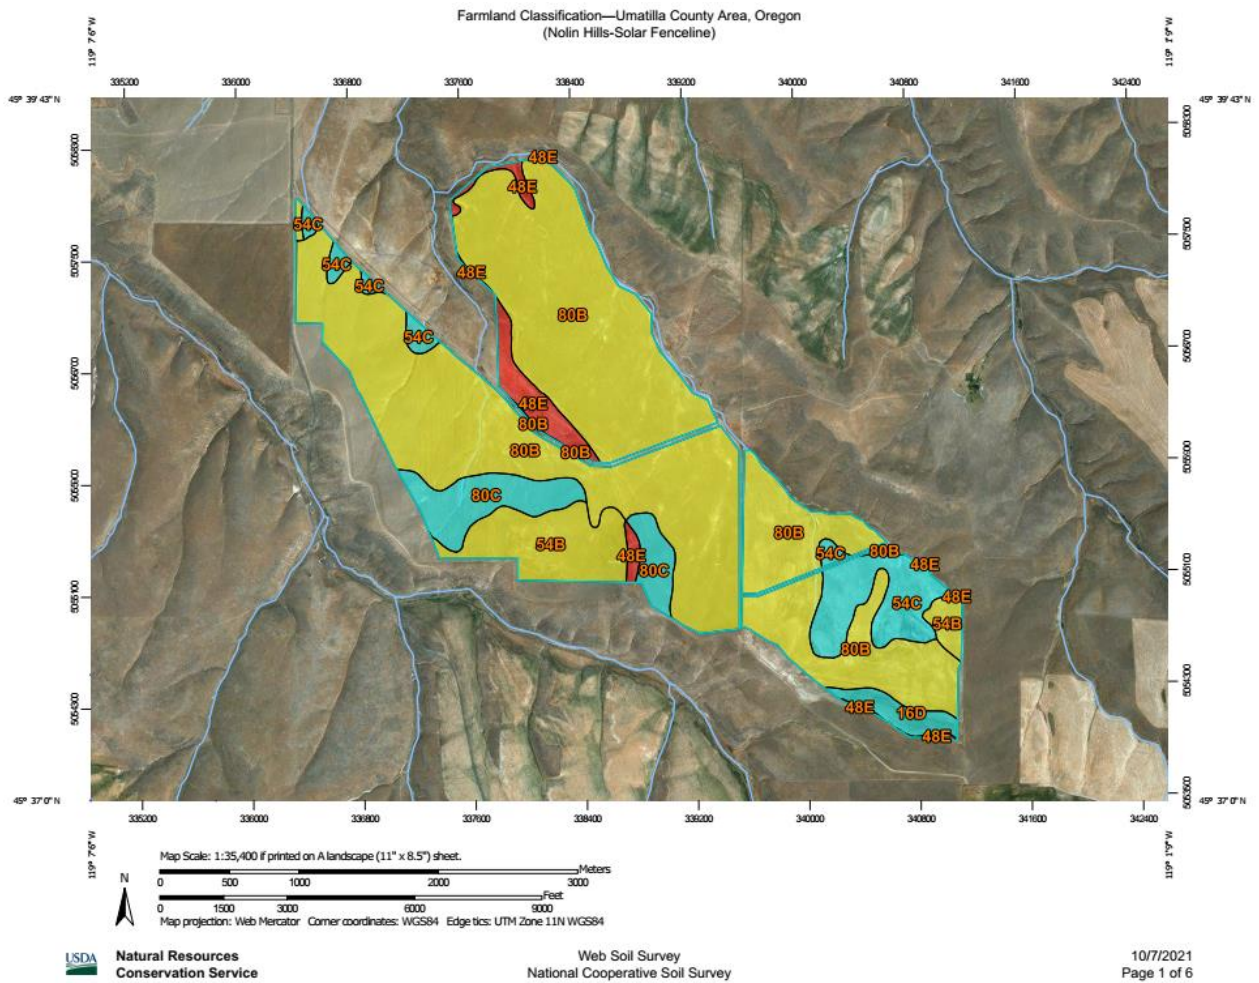 Farmland Classification—Umatilla County Area, Oregon
(Nolin Hills-Solar Fenceline)
119° 7' 6" W
119° 1' 9" W
335200 336000 336800 337600 338400 339200 340000 340800 341600 342400
45° 39' 43" N
45° 39' 43" N
48E
48E
54C
54C
48E
54C
80B
54C
48E
80B
80B
80B
80C
80B
54B
54C
80B
48E
48E
80C
54C
48E
54B
80B
48E
16D
48E
45° 37' 0" N
45° 37' 0" N
335200 336000 336800 337600 338400 339200 340000 340800 341600 342400
119° 7' 6" W
119° 1' 9" W
Map Scale: 1:35,400 if printed on A landscape (11" x 8.5") sheet.
Meters
N
0 500 1000 2000 3000
Feet
0 1500 3000 6000 9000
Map projection: Web Mercator Corner coordinates: WGS84 Edge tics: UTM Zone 11N WGS84
USDA
Natural Resources
Conservation Service
Web Soil Survey
National Cooperative Soil Survey
10/7/2021
Page 1 of 6